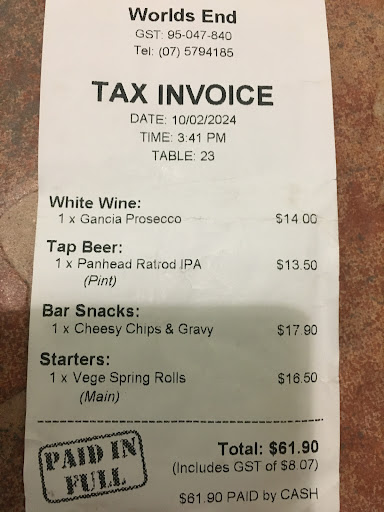 Worlds End
GST: 95-047-840
Tel: (07) 5794185
TAX INVOICE
DATE: 10/02/2024
TIME: 3:41 PM
TABLE: 23
White Wine:
1 x Gancia Prosecco $14.00
Tap Beer:
1 x Panhead Ratrod IPA $13.50
(Pint)
Bar Snacks:
1 x Cheesy Chips & Gravy $17.90
Starters:
1 x Vege Spring Rolls $16.50
(Main)
Total: $61.90
(Includes GST of $8.07)
PAID IN
FULL
$61.90 PAID by CASH